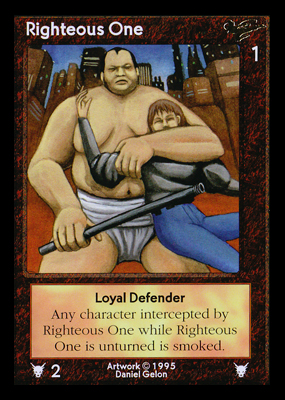 Righteous One
1
Loyal Defender
Any character intercepted by
Righteous One while Righteous
One is unturned is smoked.
2
Artwork © 1995
Daniel Gelon